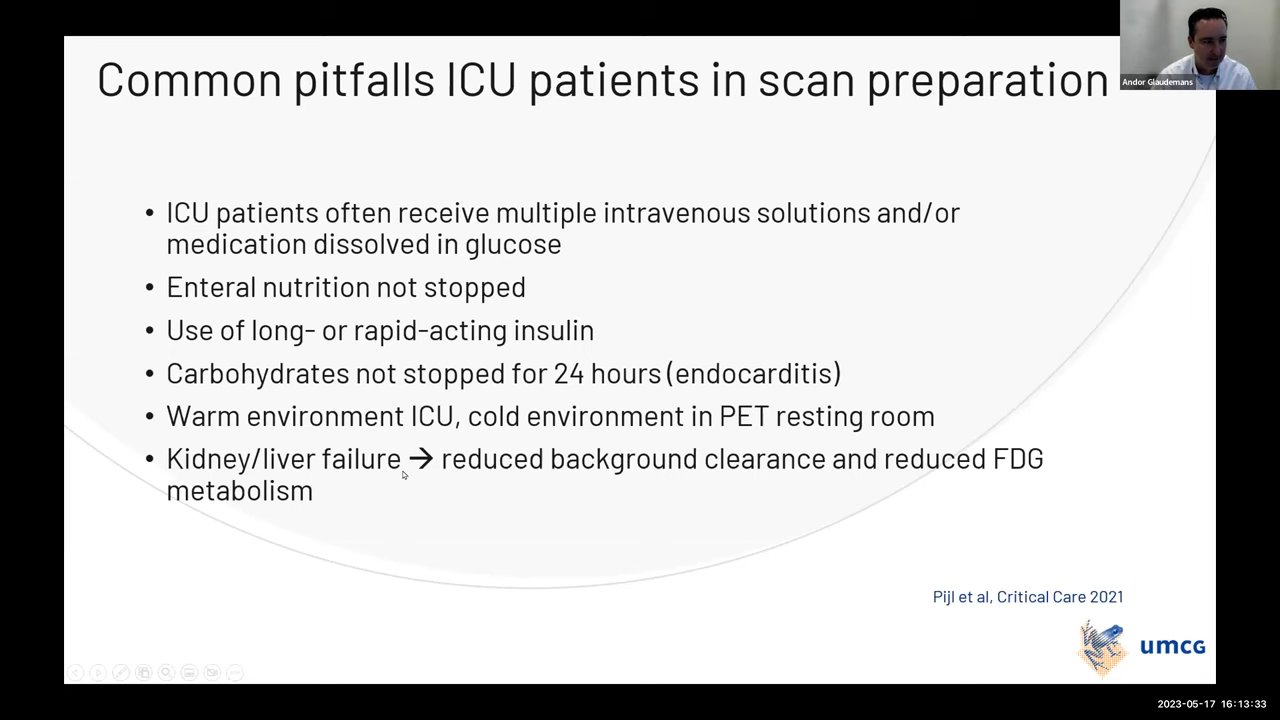 Common pitfalls ICU patients in scan preparation
Andor Glaudemans
• ICU patients often receive multiple intravenous solutions and/or
medication dissolved in glucose
• Enteral nutrition not stopped
• Use of long- or rapid-acting insulin
• Carbohydrates not stopped for 24 hours (endocarditis)
• Warm environment ICU, cold environment in PET resting room
• Kidney/liver failure → reduced background clearance and reduced FDG
metabolism
Pijl et al, Critical Care 2021
umcg
2023-05-17 16:13:33